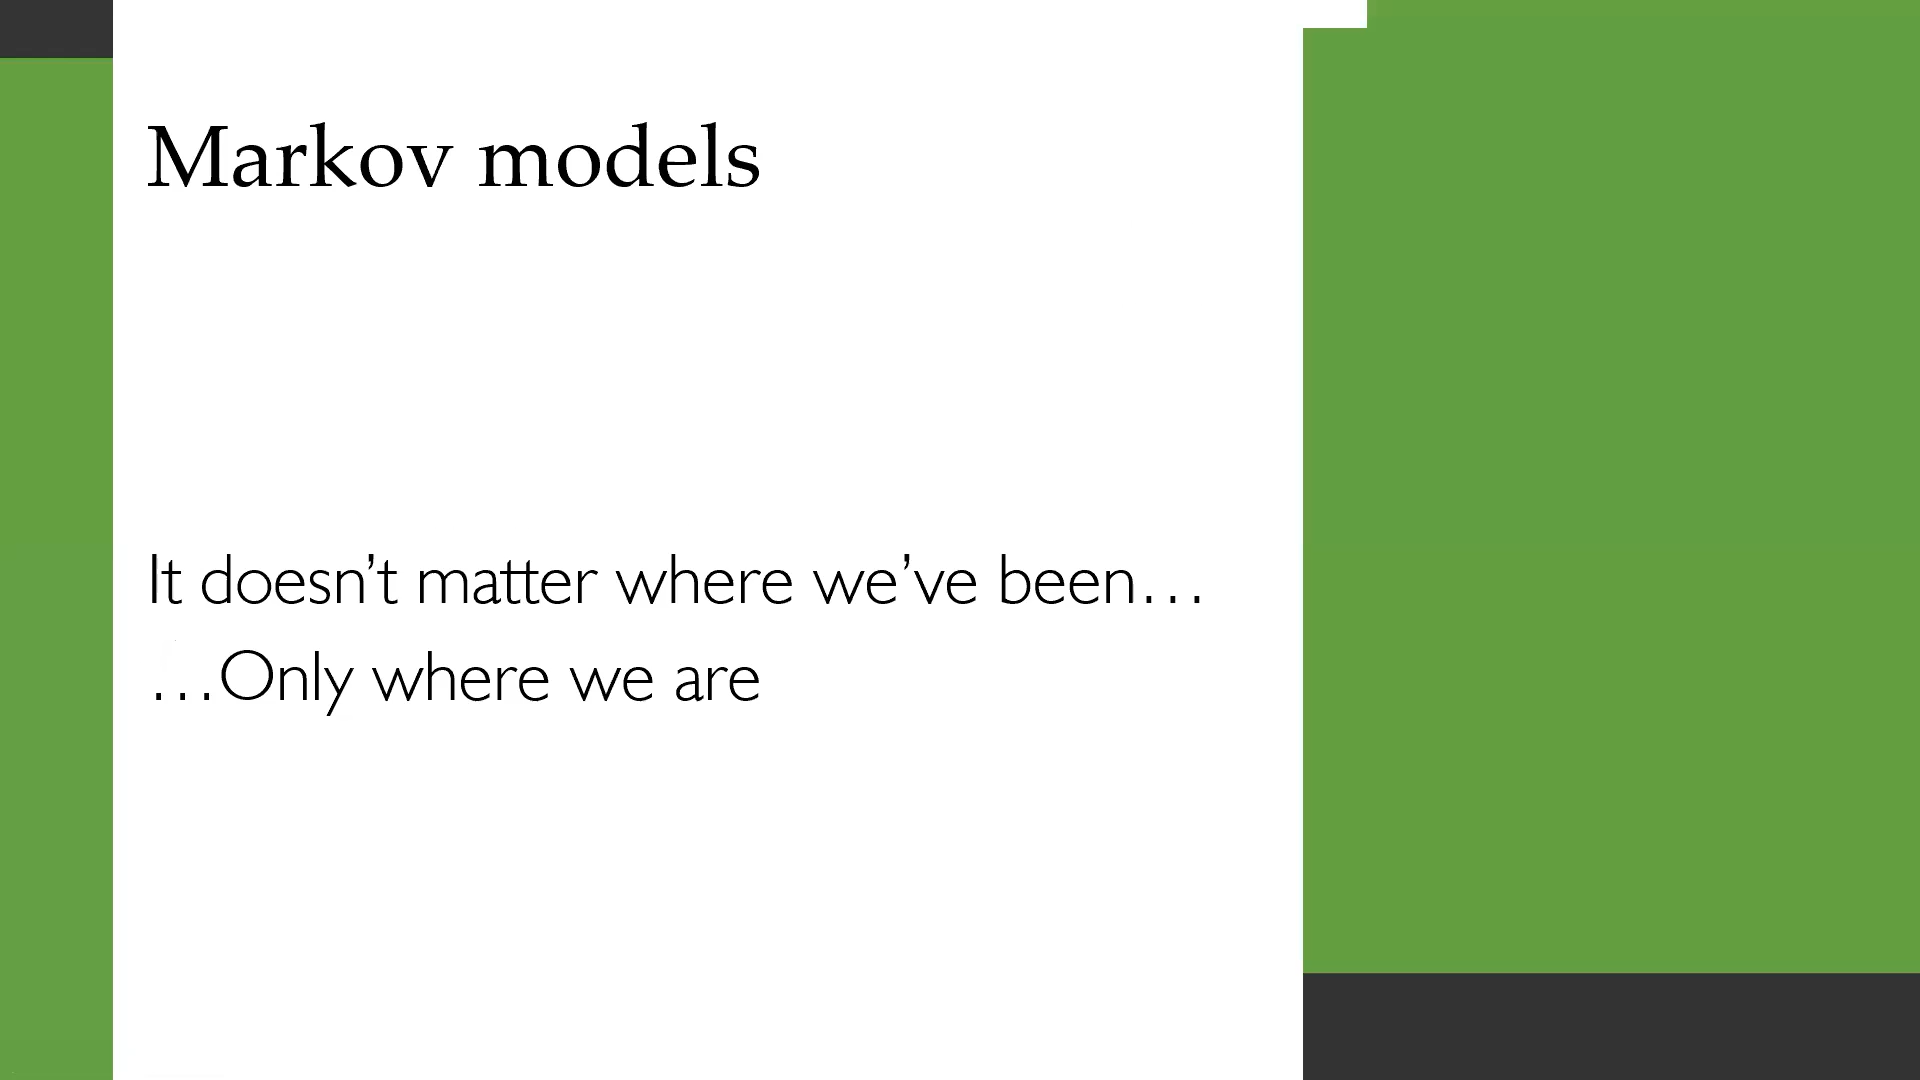 Markov models
It doesn’t matter where we’ve been…
…Only where we are